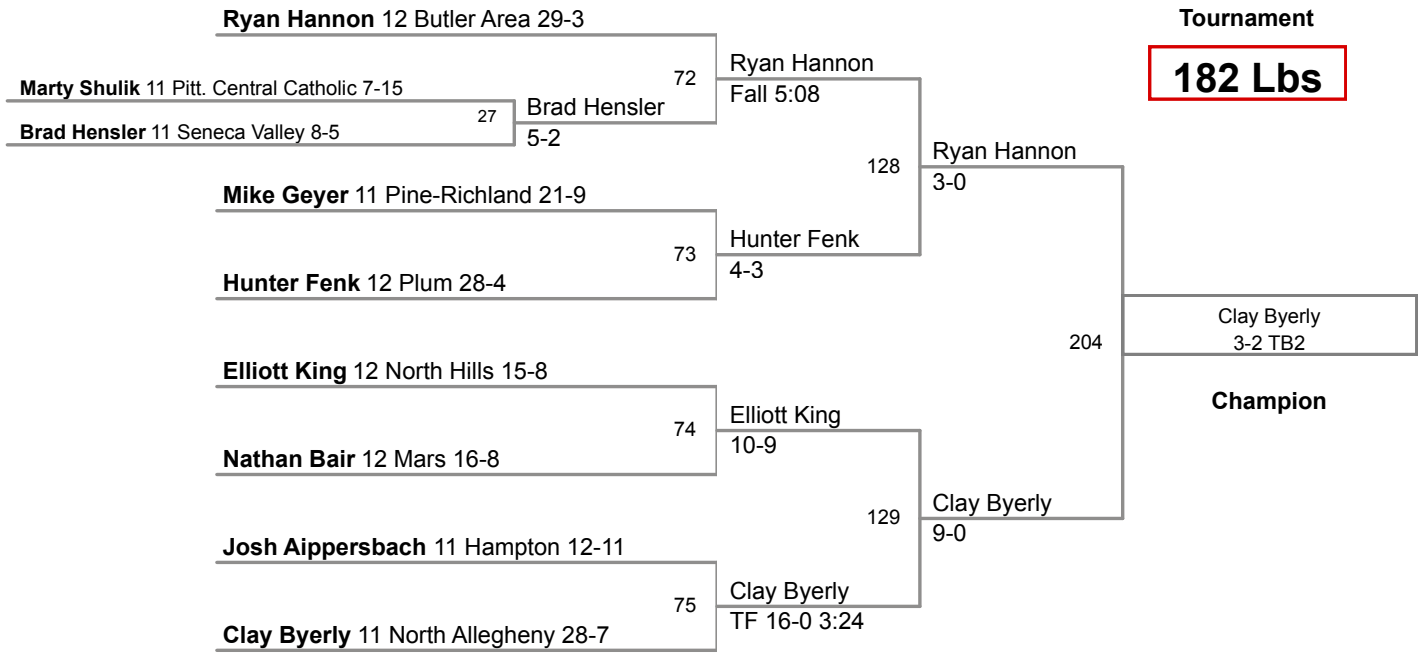 Ryan Hannon 12 Butler Area 29-3
Tournament
182 Lbs
Marty Shulik 11 Pitt. Central Catholic 7-15
27
Brad Hensler 11 Seneca Valley 8-5
Brad Hensler
5-2
72
Ryan Hannon
Fall 5:08
Mike Geyer 11 Pine-Richland 21-9
73
Hunter Fenk 12 Plum 28-4
Hunter Fenk
4-3
128
Ryan Hannon
3-0
Elliott King 12 North Hills 15-8
74
Nathan Bair 12 Mars 16-8
Elliott King
10-9
Josh Aippersbach 11 Hampton 12-11
75
Clay Byerly 11 North Allegheny 28-7
Clay Byerly
TF 16-0 3:24
129
Clay Byerly
9-0
204
Clay Byerly
3-2 TB2
Champion